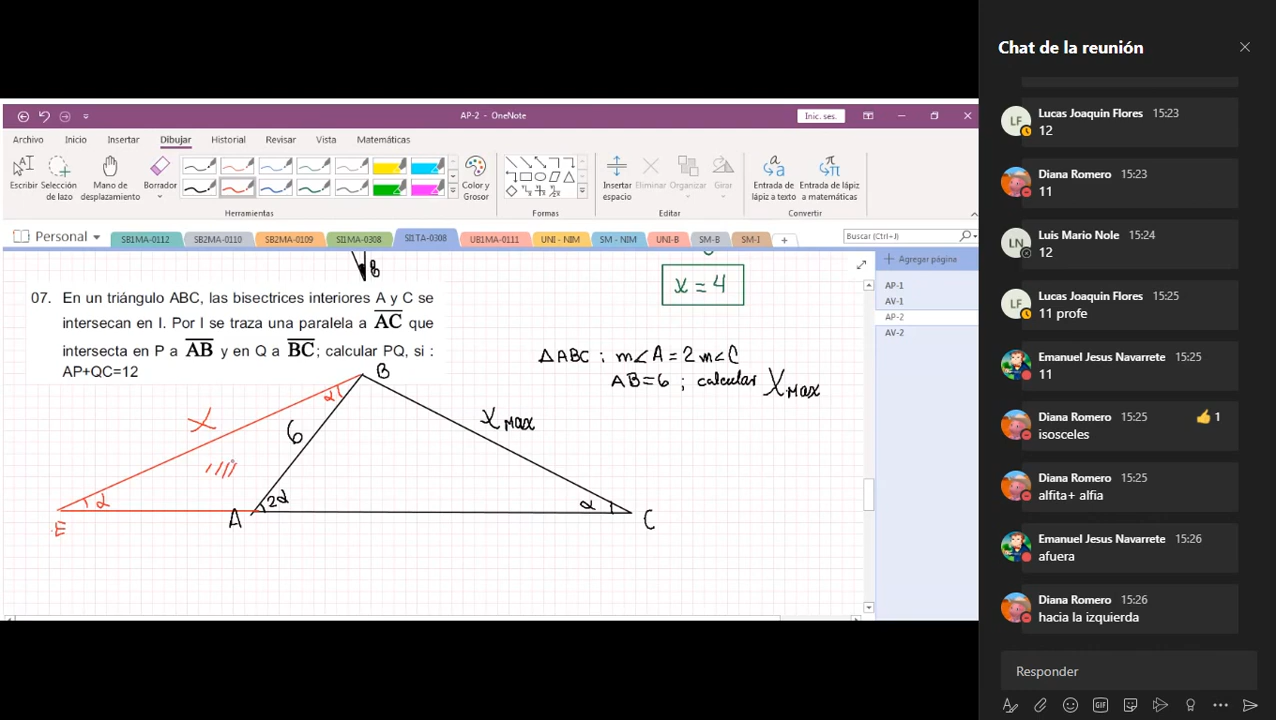 Chat de la reunión
Lucas Joaquin Flores 15:23
LF
12
AP-2 - OneNote
Inic. ses.
Archivo Inicio Insertar Dibujar Historial Revisar Vista Matemáticas
Diana Romero 15:23
11
Escribir Selección de lazo Mano de desplazamiento Borrador Color y Grosor Insertar espacio Eliminar Organizar Girar Entrada de lápiz a texto Entrada de lápiz a matemáticas
Herramientas Formas Editar Convertir
Luis Mario Nole 15:24
LN
12
Personal SB1MA-0112 SB2MA-0110 SB2MA-0109 SI1MA-0308 SI1TA-0308 UB1MA-0111 UNI - NIM SM - NIM UNI-B SM-B SM-I
Buscar (Ctrl+J)
Agregar página
AP-1
AV-1
AP-2
AV-2
Lucas Joaquin Flores 15:25
LF
11 profe
B
x = 4
07. En un triángulo ABC, las bisectrices interiores A y C se
intersecan en I. Por I se traza una paralela a AC que
intersecta en P a AB y en Q a BC; calcular PQ, si :
AP+QC=12
△ABC ; m∠A = 2m∠C
AB=6 ; calcular XMAX
Emanuel Jesus Navarrete 15:25
11
Diana Romero 15:25
1
isosceles
B
α
X
6
XMAX
Diana Romero 15:25
alfita+ alfia
α
2α
α
E
A
C
Emanuel Jesus Navarrete 15:26
afuera
Diana Romero 15:26
hacia la izquierda
Responder
GIF